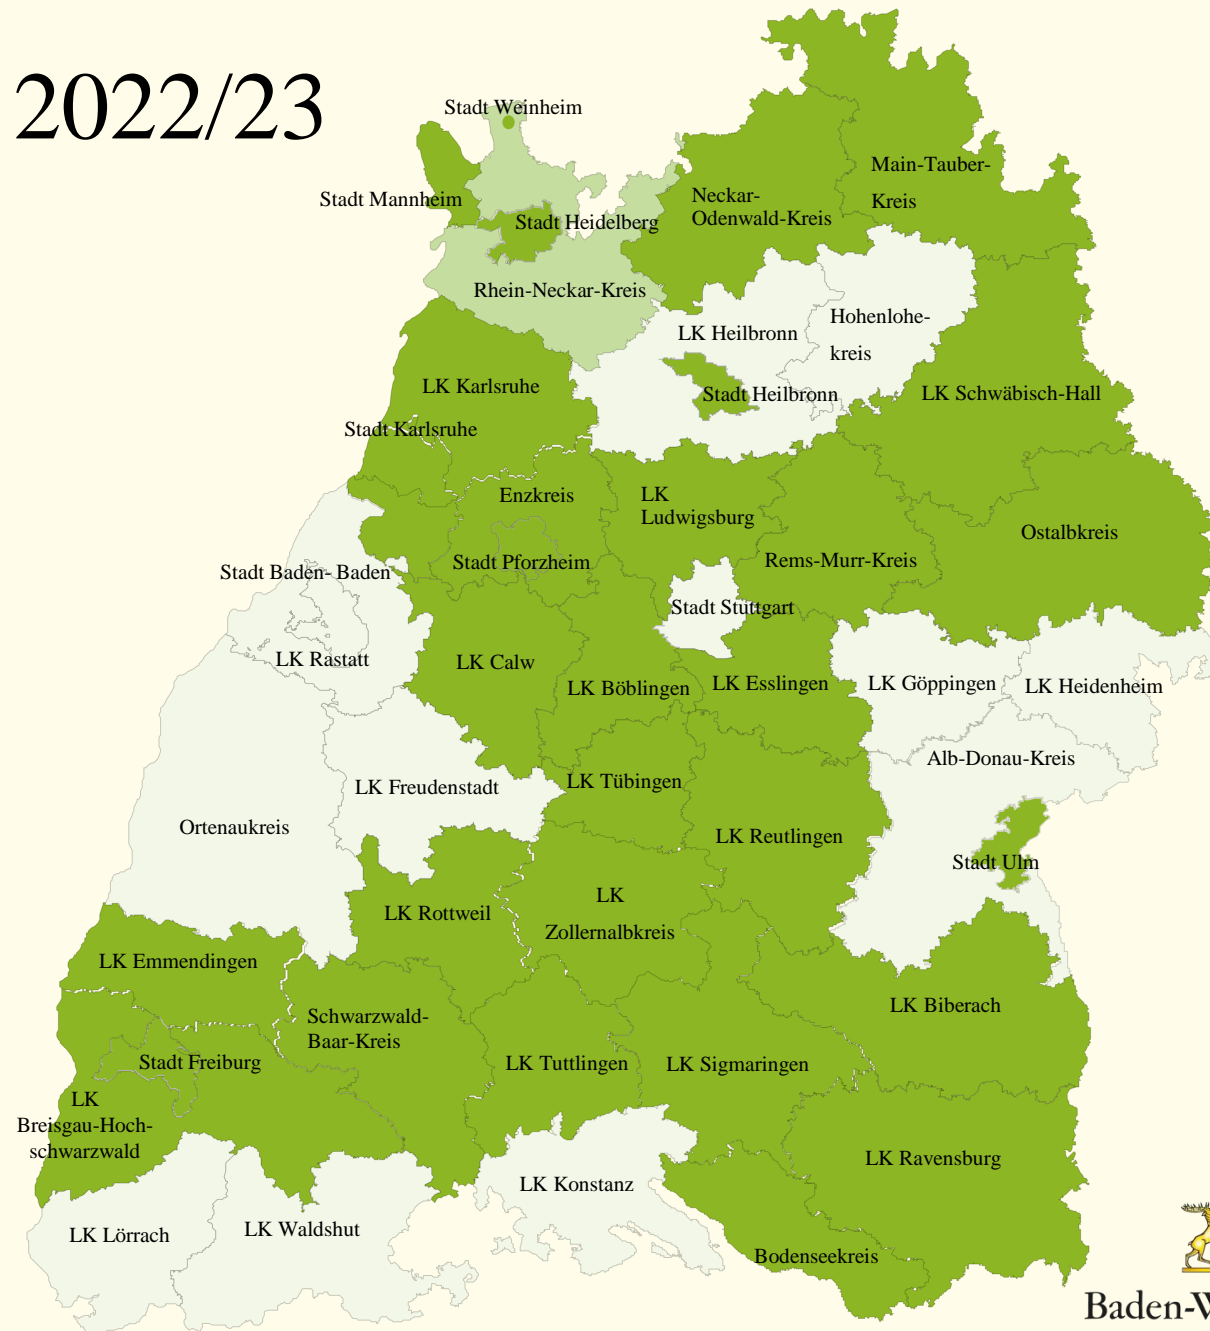 2022/23
Stadt Weinheim
Main-Tauber-
Kreis
Stadt Mannheim
Neckar-
Odenwald-Kreis
Stadt Heidelberg
Rhein-Neckar-Kreis
Hohenlohe-
kreis
LK Heilbronn
LK Karlsruhe
Stadt Heilbronn
LK Schwäbisch-Hall
Stadt Karlsruhe
Enzkreis
LK
Ludwigsburg
Ostalbkreis
Stadt Pforzheim
Rems-Murr-Kreis
Stadt Baden- Baden
Stadt Stuttgart
LK Rastatt
LK Calw
LK Böblingen
LK Esslingen
LK Göppingen
LK Heidenheim
Alb-Donau-Kreis
LK Freudenstadt
LK Tübingen
Ortenaukreis
LK Reutlingen
Stadt Ulm
LK Rottweil
LK
Zollernalbkreis
LK Emmendingen
LK Biberach
Schwarzwald-
Baar-Kreis
Stadt Freiburg
LK Tuttlingen
LK Sigmaringen
LK
Breisgau-Hoch-
schwarzwald
LK Ravensburg
LK Konstanz
LK Lörrach
LK Waldshut
Bodenseekreis
Baden-W